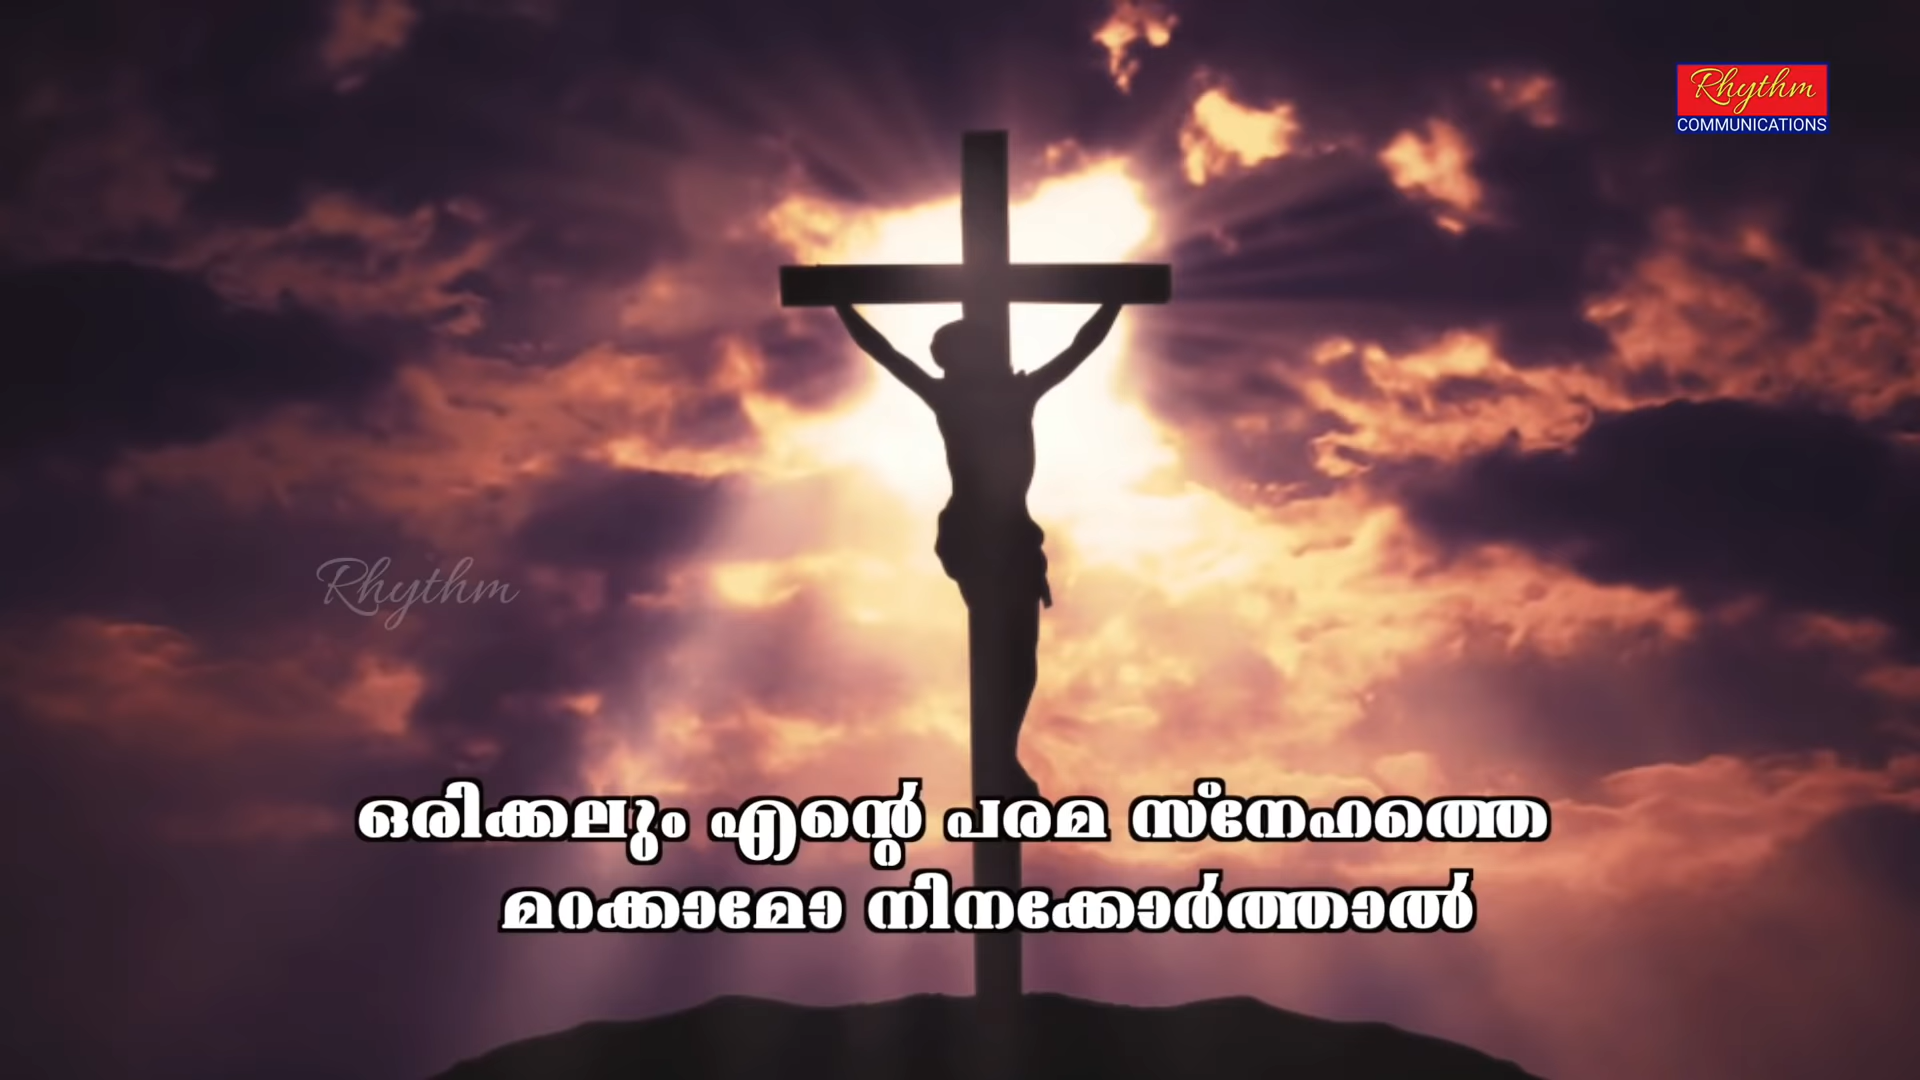 Rhythm
COMMUNICATIONS
Rhythm
ഒരിക്കലും എന്റെ പരമ സ്നേഹത്തെ
മറക്കാമോ നിനക്കോർത്താൽ